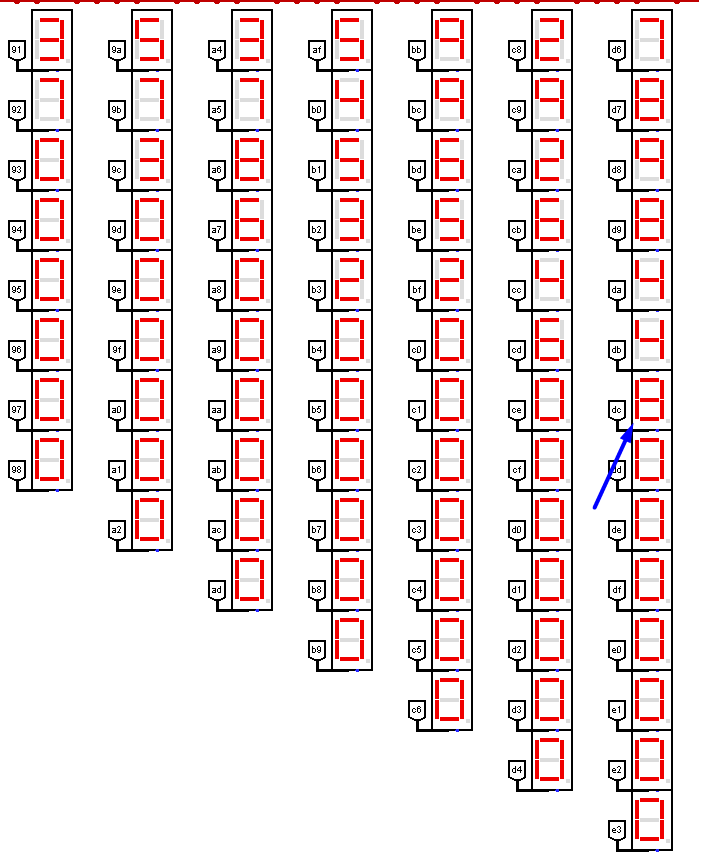 91 3 9a 5 a4 3 af 5 bb 9 c8 2 d6 7
92 7 9b 7 a5 7 b0 9 bc 9 c9 9 d7 8
93 0 9c 3 a6 8 b1 5 bd 6 ca 2 d8 9
94 0 9d 0 a7 6 b2 3 be 5 cb 6 d9 8
95 0 9e 0 a8 0 b3 2 bf 2 cc 4 da 4
96 0 9f 0 a9 0 b4 0 c0 0 cd 6 db 4
97 0 a0 0 aa 0 b5 0 c1 0 ce 0 dc 8
98 0 a1 0 ab 0 b6 0 c2 0 cf 0 dd 0
a2 0 ac 0 b7 0 c3 0 d0 0 de 0
ad 0 b8 0 c4 0 d1 0 df 0
b9 0 c5 0 d2 0 e0 0
c6 0 d3 0 e1 0
d4 0 e2 0
e3 0